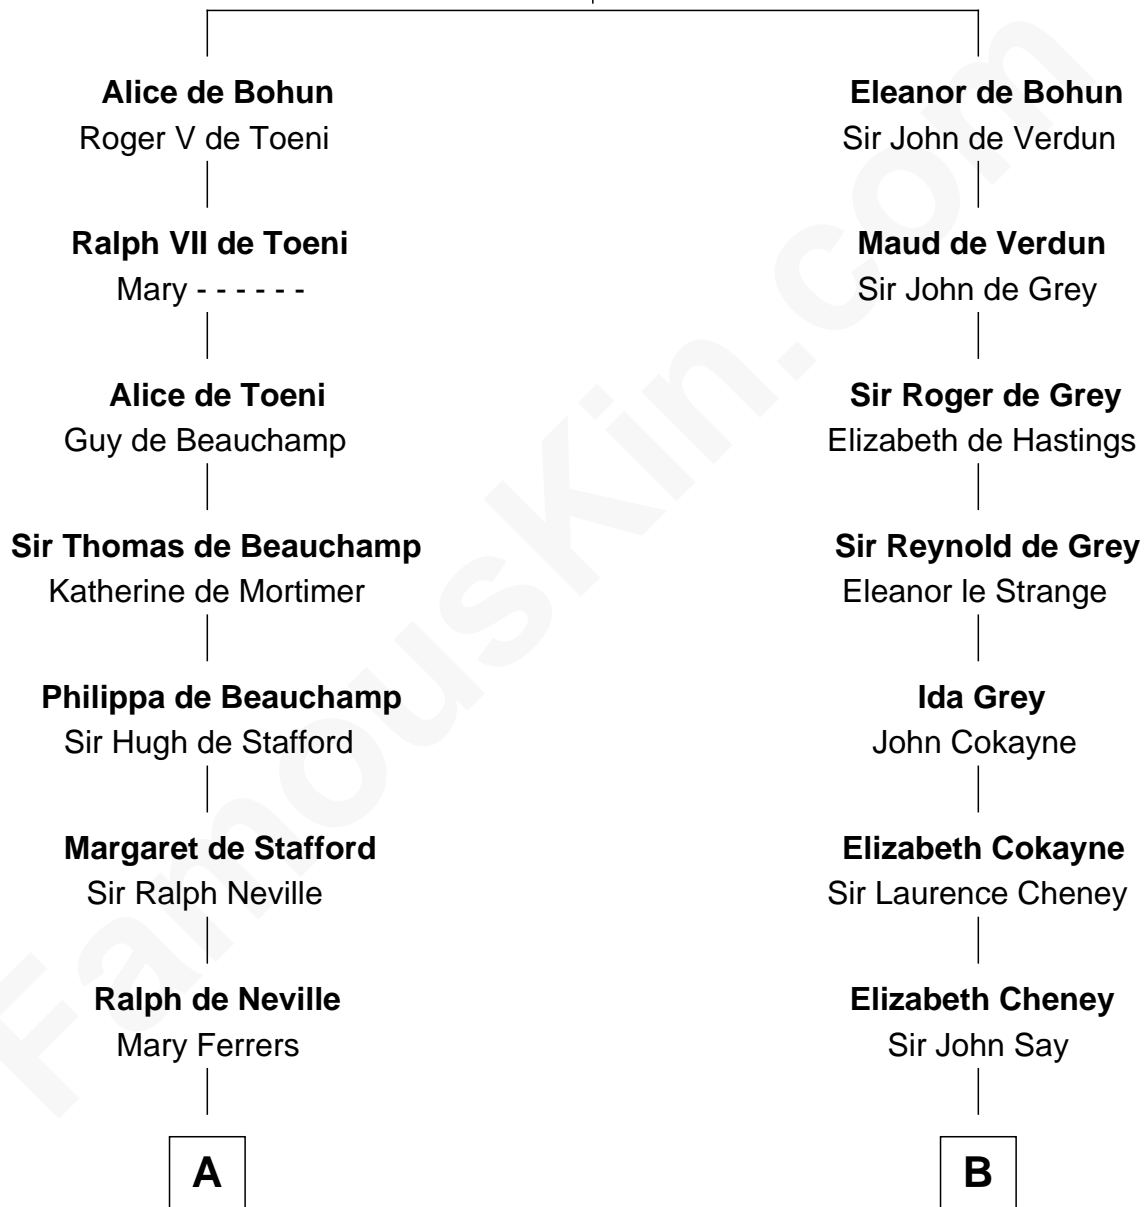 Alice de Bohun
Roger V de Toeni
Ralph VII de Toeni
Mary - - - - - -
Alice de Toeni
Guy de Beauchamp
Sir Thomas de Beauchamp
Katherine de Mortimer
Philippa de Beauchamp
Sir Hugh de Stafford
Margaret de Stafford
Sir Ralph Neville
Ralph de Neville
Mary Ferrers
A
Eleanor de Bohun
Sir John de Verdun
Maud de Verdun
Sir John de Grey
Sir Roger de Grey
Elizabeth de Hastings
Sir Reynold de Grey
Eleanor le Strange
Ida Grey
John Cokayne
Elizabeth Cokayne
Sir Laurence Cheney
Elizabeth Cheney
Sir John Say
B
FamousKin.com